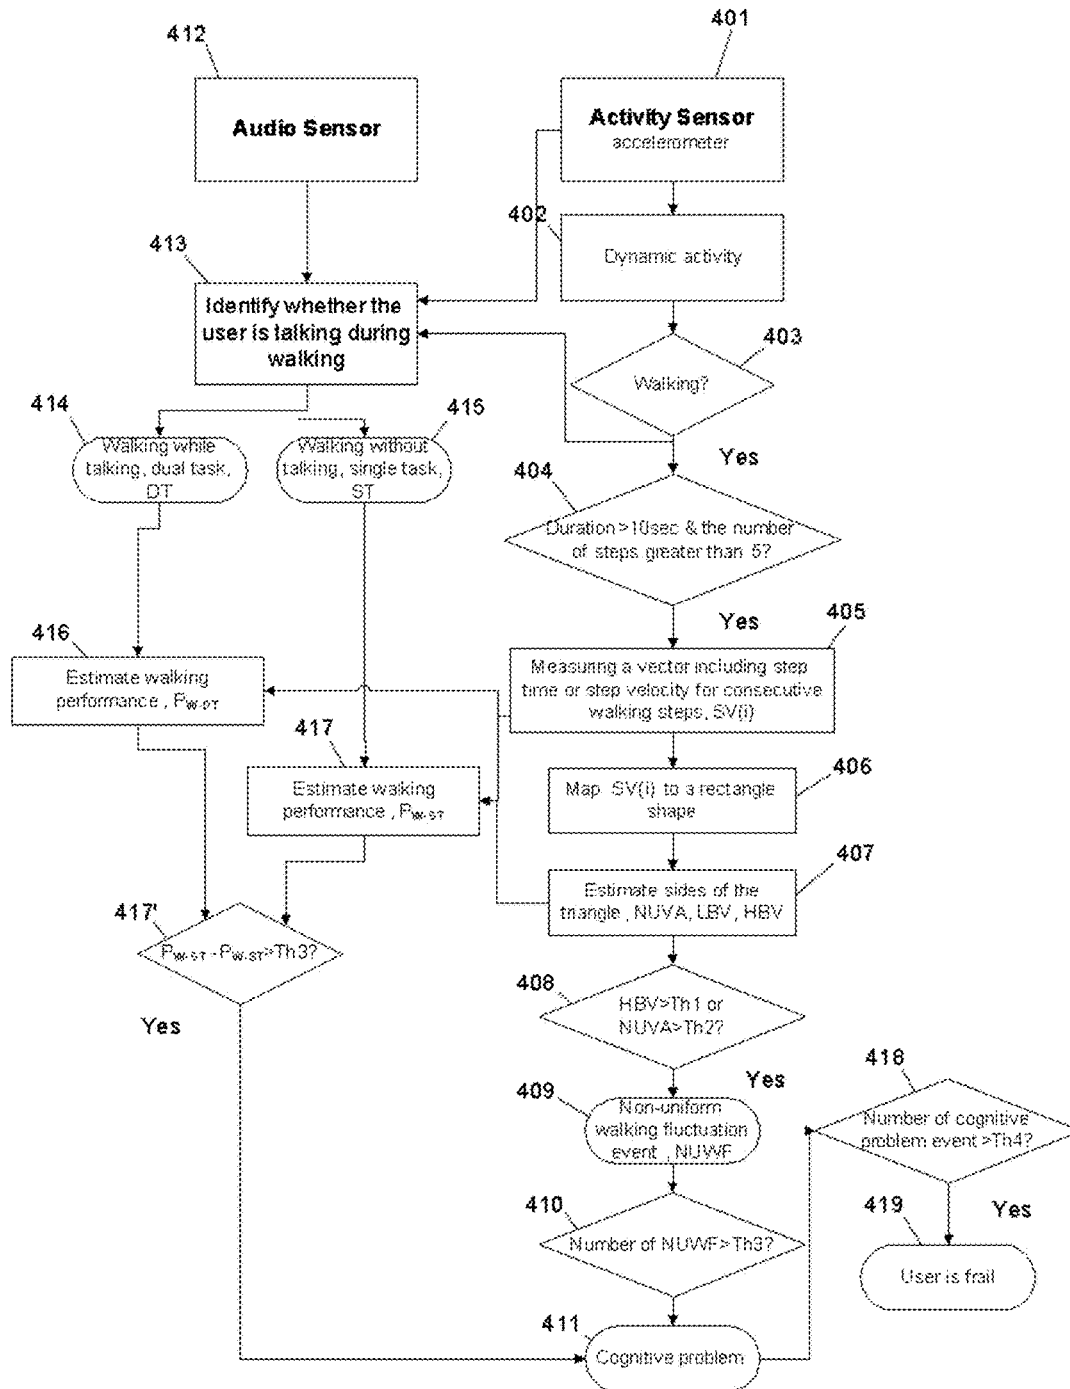 412
Audio Sensor
401
Activity Sensor
accelerometer
402
Dynamic activity
413
Identify whether the
user is talking during
walking
403
Walking?
414
Walking while
talking, dual task,
DT
415
Walking without
talking, single task,
ST
Yes
404
Duration>10sec & the number
of steps greater than 5?
Yes
405
Measuring a vector including step
time or step velocity for consecutive
walking steps, SV(i)
416
Estimate walking
performance , PW-DT
417
Estimate walking
performance , PW-ST
406
Map SV(i) to a rectangle
shape
407
Estimate sides of the
triangle , NUVA, LBV, HBV
417'
PW-ST -PW-ST>Th3?
Yes
408
HBV>Th1 or
NUVA>Th2?
Yes
409
Non-uniform
walking fluctuation
event , NUWF
418
Number of cognitive
problem event >Th4?
Yes
410
Number of NUWF>Th3?
419
User is frail
411
Cognitive problem